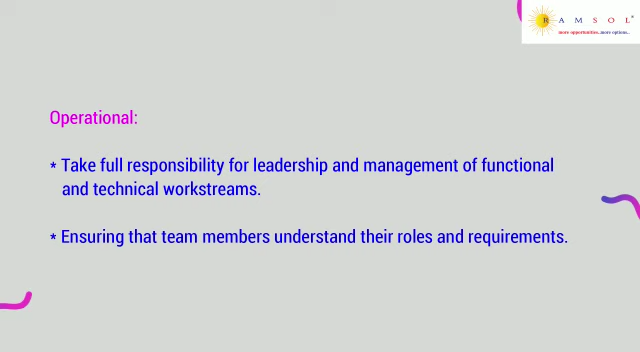 RAMSOL
more opportunities..more options..
Operational:
* Take full responsibility for leadership and management of functional
and technical workstreams.
* Ensuring that team members understand their roles and requirements.